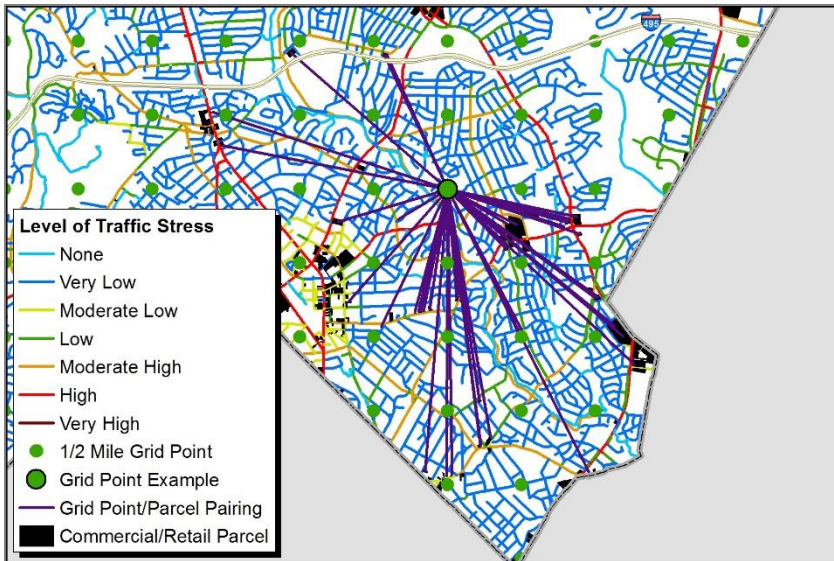 495
Level of Traffic Stress
None
Very Low
Moderate Low
Low
Moderate High
High
Very High
1/2 Mile Grid Point
Grid Point Example
Grid Point/Parcel Pairing
Commercial/Retail Parcel